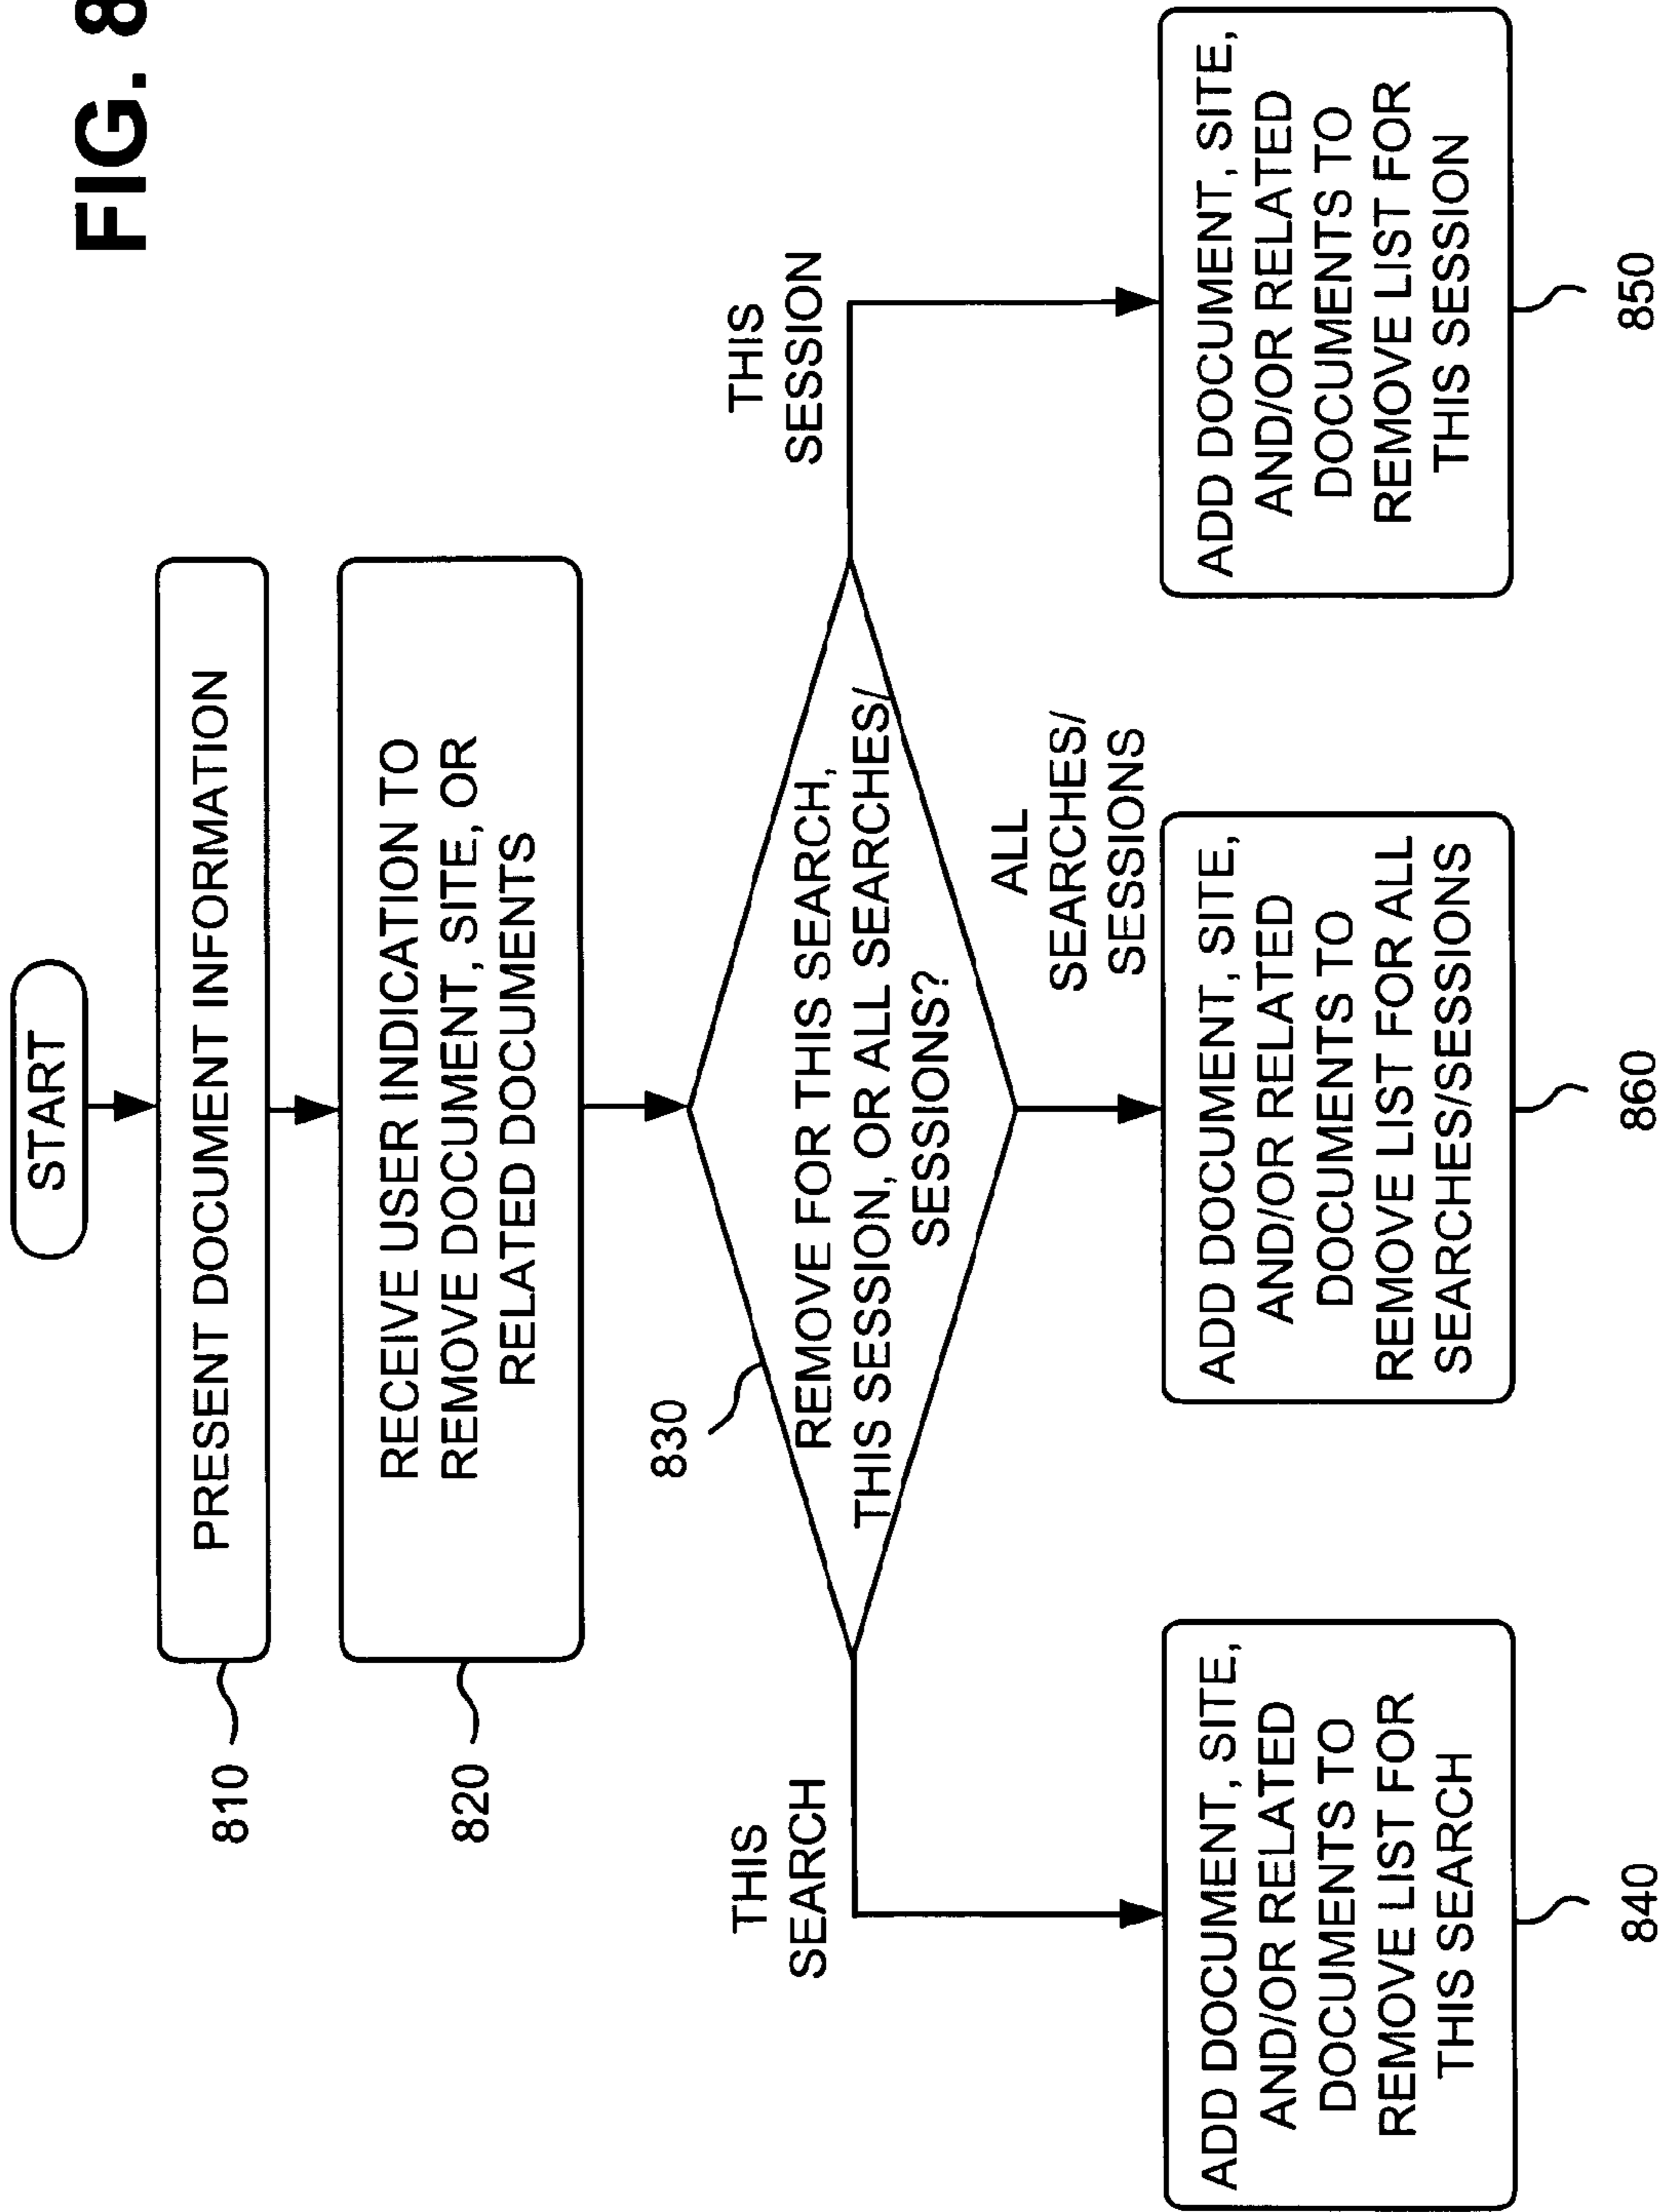 FIG. 8
START
PRESENT DOCUMENT INFORMATION
810
RECEIVE USER INDICATION TO
REMOVE DOCUMENT, SITE, OR
RELATED DOCUMENTS
820
830
REMOVE FOR THIS SEARCH,
THIS SESSION, OR ALL SEARCHES/
SESSIONS?
THIS
SEARCH
THIS
SESSION
ALL
SEARCHES/
SESSIONS
ADD DOCUMENT, SITE,
AND/OR RELATED
DOCUMENTS TO
REMOVE LIST FOR
THIS SEARCH
840
ADD DOCUMENT, SITE,
AND/OR RELATED
DOCUMENTS TO
REMOVE LIST FOR ALL
SEARCHES/SESSIONS
860
ADD DOCUMENT, SITE,
AND/OR RELATED
DOCUMENTS TO
REMOVE LIST FOR
THIS SESSION
850